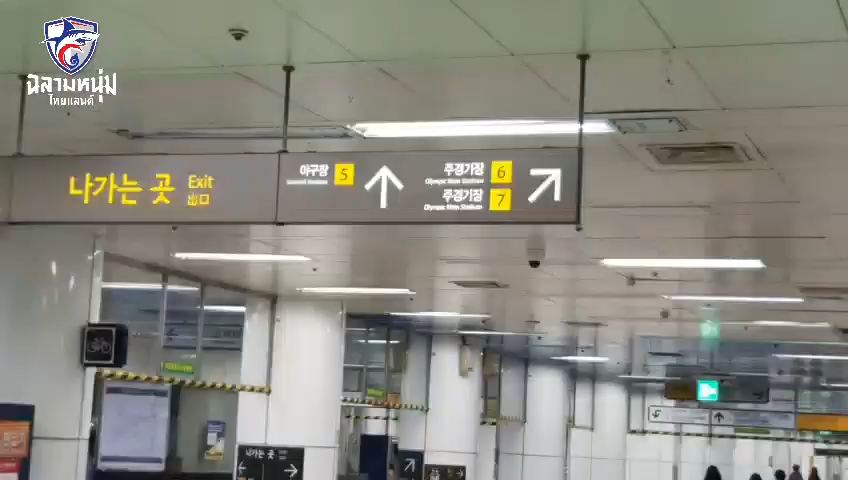 ฉลามหนุ่ม
ไทยแลนด์
나가는 곳 Exit
出口
야구장 5
Baseball Stadium
주경기장 6
Olympic Main Stadium
주경기장 7
Olympic Main Stadium
나가는 곳